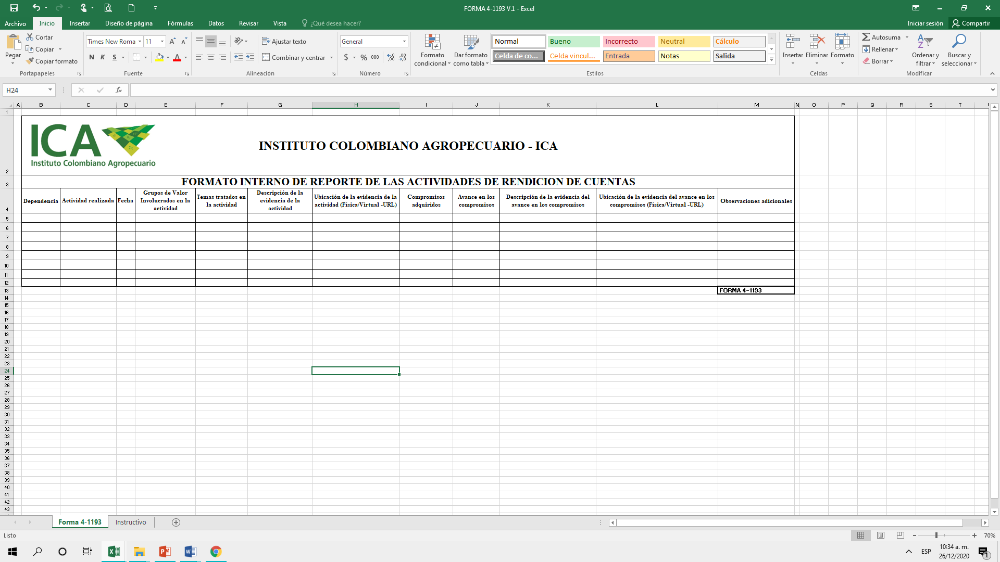 FORMA 4-1193 V.1 - Excel
Archivo Inicio Insertar Diseño de página Fórmulas Datos Revisar Vista ¿Qué desea hacer? Iniciar sesión Compartir
Pegar
Cortar
Copiar
Copiar formato
Portapapeles
Times New Roma 11
N K S
Fuente
Ajustar texto
Combinar y centrar
Alineación
General
$ % 000
Número
Formato condicional
Dar formato como tabla
Normal Bueno Incorrecto Neutral Cálculo
Celda de co... Celda vincul... Entrada Notas Salida
Estilos
Insertar Eliminar Formato
Celdas
Autosuma
Rellenar
Borrar
Ordenar y filtrar
Buscar y seleccionar
Modificar
H24
fx
A B C D E F G H I J K L M N O P Q R S T
1
2
ICA
Instituto Colombiano Agropecuario
INSTITUTO COLOMBIANO AGROPECUARIO - ICA
3
FORMATO INTERNO DE REPORTE DE LAS ACTIVIDADES DE RENDICION DE CUENTAS
4
Dependencia
Actividad realizada
Fecha
Grupos de Valor
Involucrados en la
actividad
Temas tratados en
la actividad
Descripción de la
evidencia de la
actividad
Ubicación de la evidencia de la
actividad (Física/Virtual -URL)
Compromisos
adquiridos
Avance en los
compromisos
Descripción de la evidencia del
avance en los compromisos
Ubicación de la evidencia del avance en los
compromisos (Física/Virtual -URL)
Observaciones adicionales
5
6
7
8
9
10
11
12
13
FORMA 4-1193
14
15
16
17
18
19
20
21
22
23
24
25
26
27
28
29
30
31
32
33
34
35
36
37
38
39
40
41
42
43
Forma 4-1193 Instructivo
Listo
70%
ESP
10:34 a. m.
26/12/2020
1